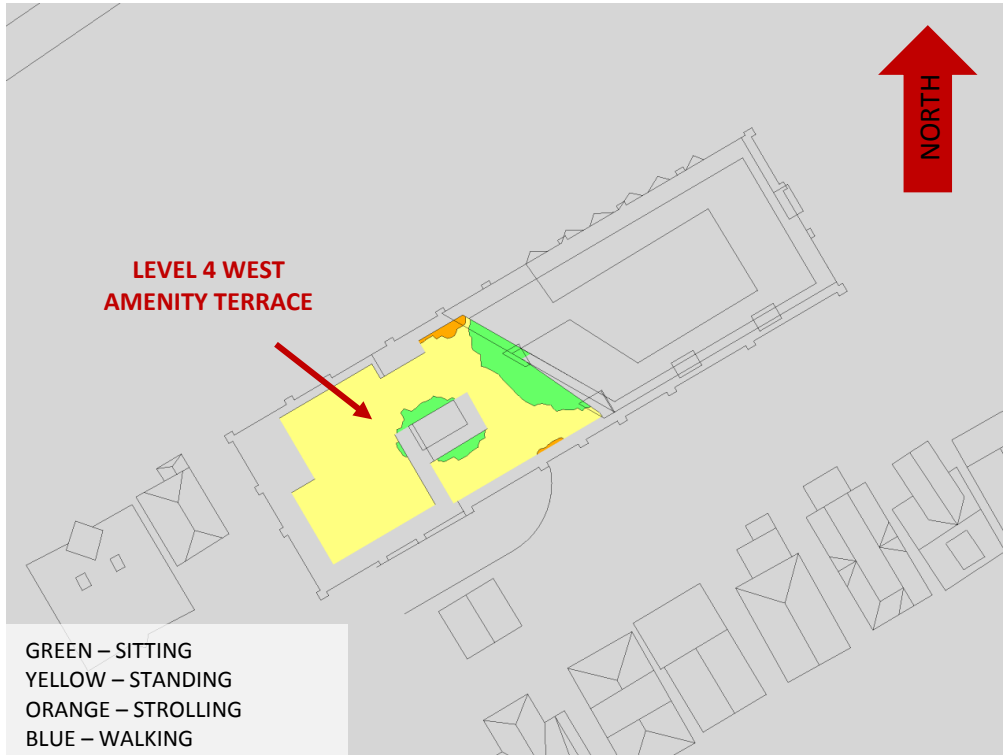 NORTH
LEVEL 4 WEST
AMENITY TERRACE
GREEN – SITTING
YELLOW – STANDING
ORANGE – STROLLING
BLUE – WALKING